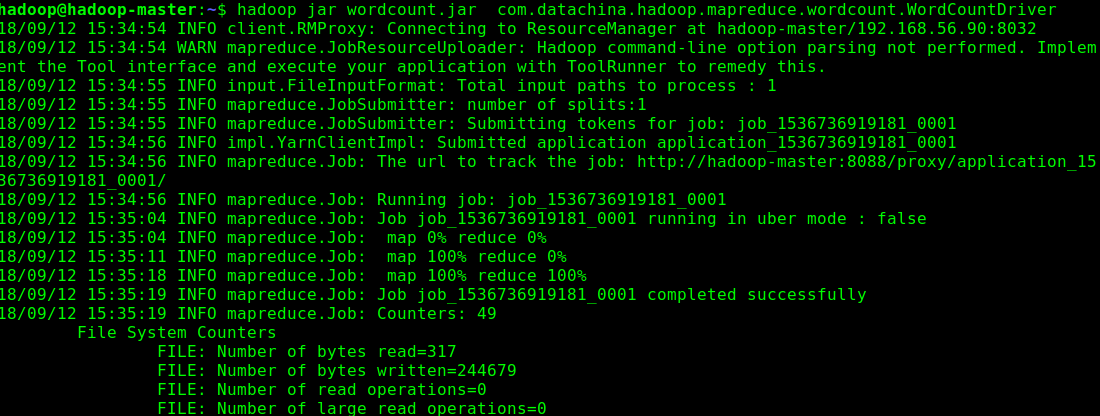 hadoop@hadoop-master:~$ hadoop jar wordcount.jar  com.datachina.hadoop.mapreduce.wordcount.WordCountDriver
18/09/12 15:34:54 INFO client.RMProxy: Connecting to ResourceManager at hadoop-master/192.168.56.90:8032
18/09/12 15:34:54 WARN mapreduce.JobResourceUploader: Hadoop command-line option parsing not performed. Implem
ent the Tool interface and execute your application with ToolRunner to remedy this.
18/09/12 15:34:55 INFO input.FileInputFormat: Total input paths to process : 1
18/09/12 15:34:55 INFO mapreduce.JobSubmitter: number of splits:1
18/09/12 15:34:55 INFO mapreduce.JobSubmitter: Submitting tokens for job: job_1536736919181_0001
18/09/12 15:34:56 INFO impl.YarnClientImpl: Submitted application application_1536736919181_0001
18/09/12 15:34:56 INFO mapreduce.Job: The url to track the job: http://hadoop-master:8088/proxy/application_15
36736919181_0001/
18/09/12 15:34:56 INFO mapreduce.Job: Running job: job_1536736919181_0001
18/09/12 15:35:04 INFO mapreduce.Job: Job job_1536736919181_0001 running in uber mode : false
18/09/12 15:35:04 INFO mapreduce.Job:  map 0% reduce 0%
18/09/12 15:35:11 INFO mapreduce.Job:  map 100% reduce 0%
18/09/12 15:35:18 INFO mapreduce.Job:  map 100% reduce 100%
18/09/12 15:35:19 INFO mapreduce.Job: Job job_1536736919181_0001 completed successfully
18/09/12 15:35:19 INFO mapreduce.Job: Counters: 49
        File System Counters
                FILE: Number of bytes read=317
                FILE: Number of bytes written=244679
                FILE: Number of read operations=0
                FILE: Number of large read operations=0